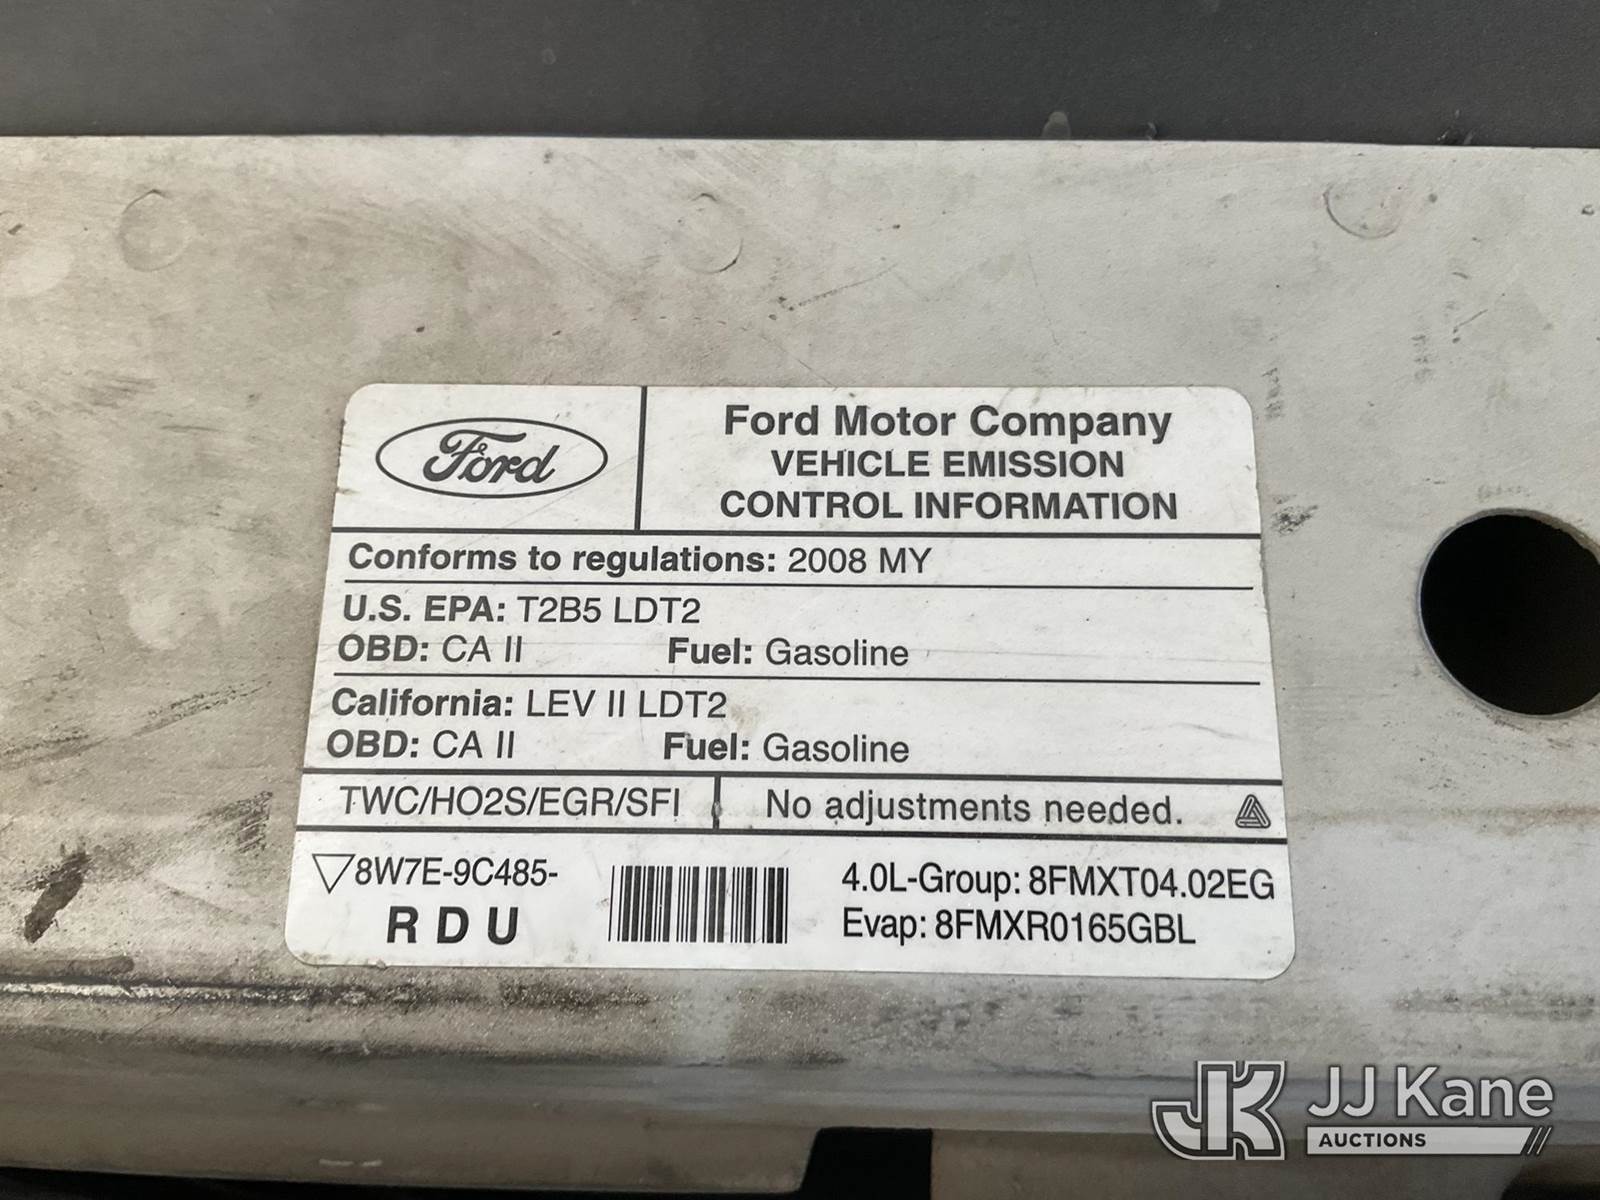 Ford
Ford Motor Company
VEHICLE EMISSION
CONTROL INFORMATION
Conforms to regulations: 2008 MY
U.S. EPA: T2B5 LDT2
OBD: CA II Fuel: Gasoline
California: LEV II LDT2
OBD: CA II Fuel: Gasoline
TWC/HO2S/EGR/SFI No adjustments needed.
8W7E-9C485-
RDU
4.0L-Group: 8FMXT04.02EG
Evap: 8FMXR0165GBL
JK JJ Kane
AUCTIONS